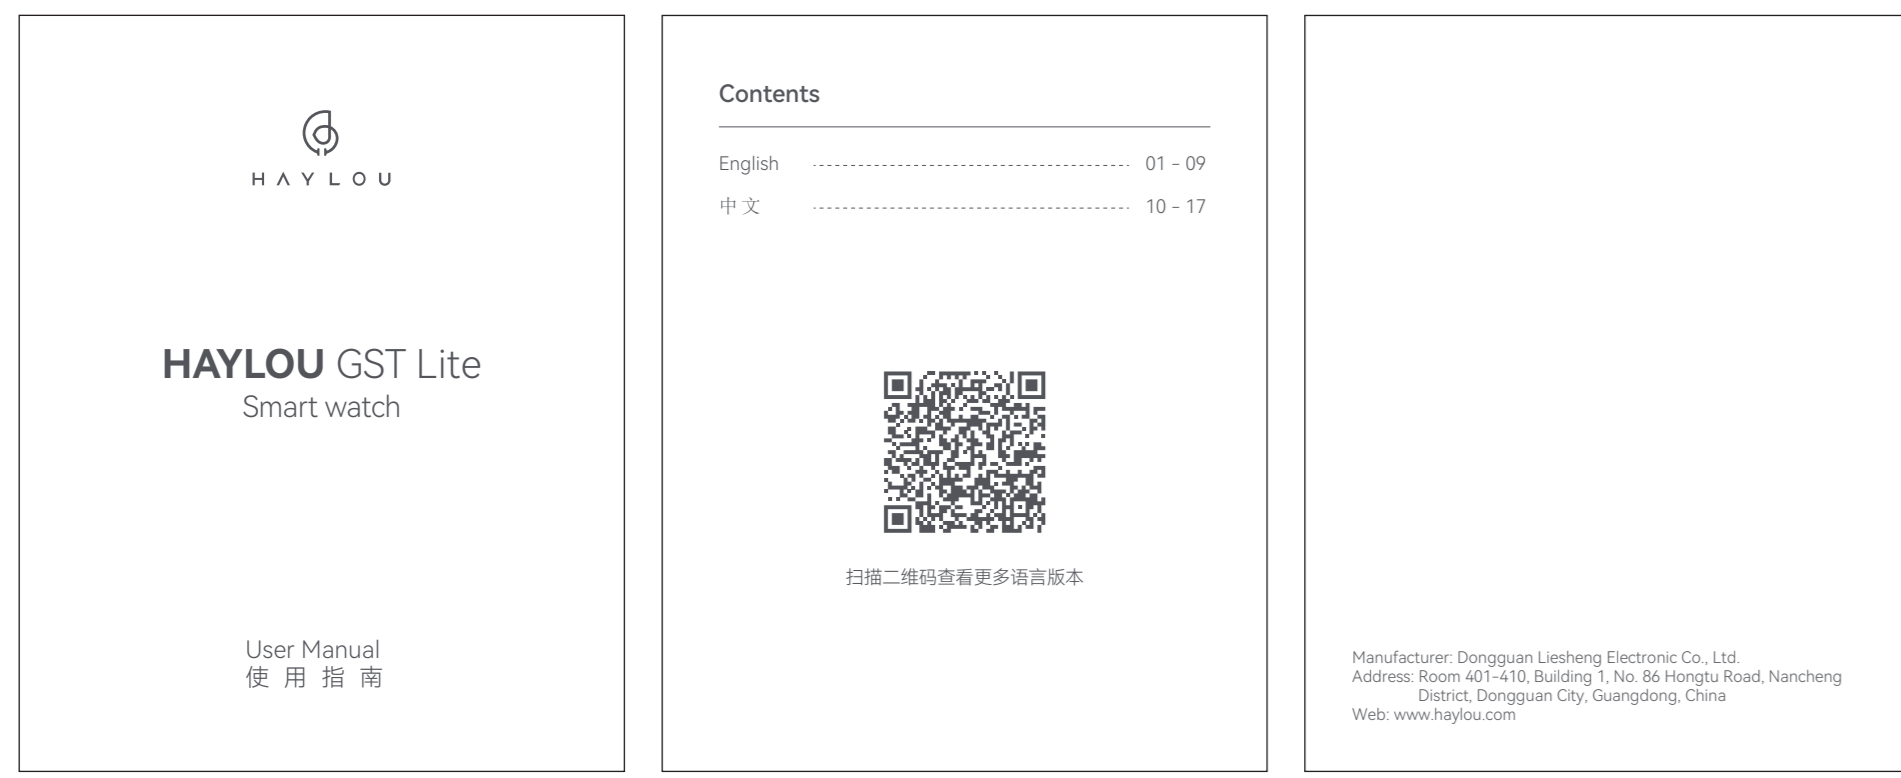 HAYLOU
HAYLOU GST Lite
Smart watch
User Manual
使用指南
Contents
English 01 - 09
中文 10 - 17
扫描二维码查看更多语言版本
Manufacturer: Dongguan Liesheng Electronic Co., Ltd.
Address: Room 401-410, Building 1, No. 86 Hongtu Road, Nancheng
District, Dongguan City, Guangdong, China
Web: www.haylou.com